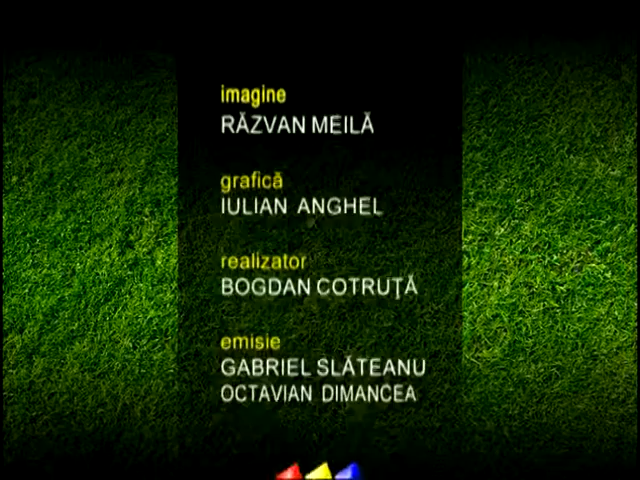 imagine
RĂZVAN MEILĂ
grafică
IULIAN ANGHEL
realizator
BOGDAN COTRUŢĂ
emisie
GABRIEL SLĂTEANU
OCTAVIAN DIMANCEA